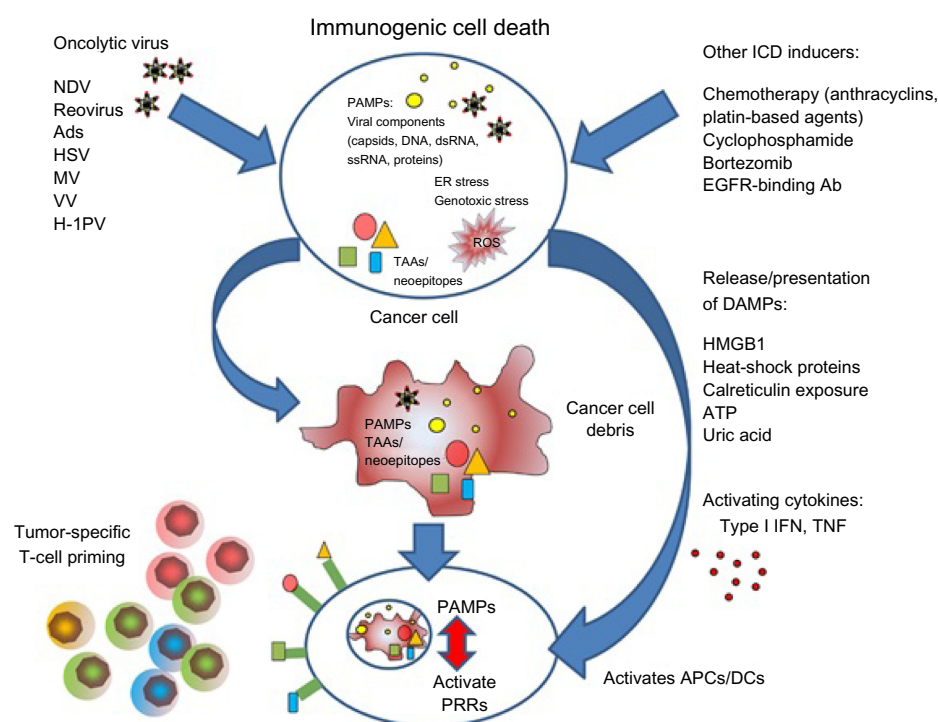 Immunogenic cell death
Oncolytic virus
NDV
Reovirus
Ads
HSV
MV
VV
H-1PV
PAMPs:
Viral components
(capsids, DNA, dsRNA,
ssRNA, proteins)
ER stress
Genotoxic stress
ROS
TAAs/
neoepitopes
Cancer cell
Other ICD inducers:
Chemotherapy (anthracyclins,
platin-based agents)
Cyclophosphamide
Bortezomib
EGFR-binding Ab
Release/presentation
of DAMPs:
HMGB1
Heat-shock proteins
Calreticulin exposure
ATP
Uric acid
PAMPs
TAAs/
neoepitopes
Cancer cell
debris
Activating cytokines:
Type I IFN, TNF
Tumor-specific
T-cell priming
PAMPs
Activate
PRRs
Activates APCs/DCs